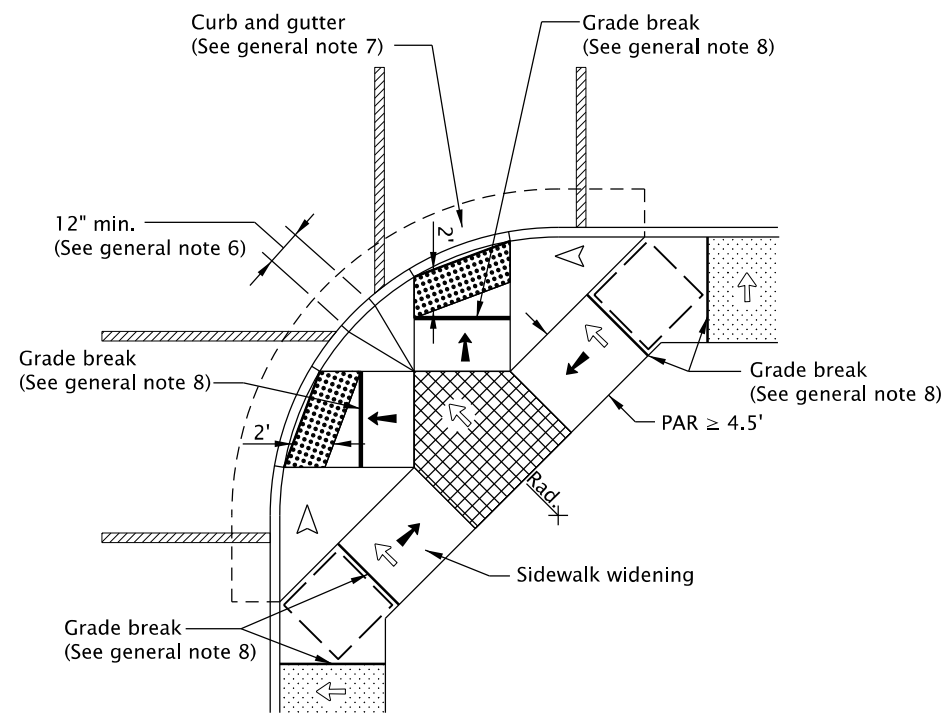 Curb and gutter
(See general note 7)
Grade break
(See general note 8)
12" min.
(See general note 6)
2'
Grade break
(See general note 8)
Grade break
(See general note 8)
2'
PAR ≥ 4.5'
Rad.
Sidewalk widening
Grade break
(See general note 8)